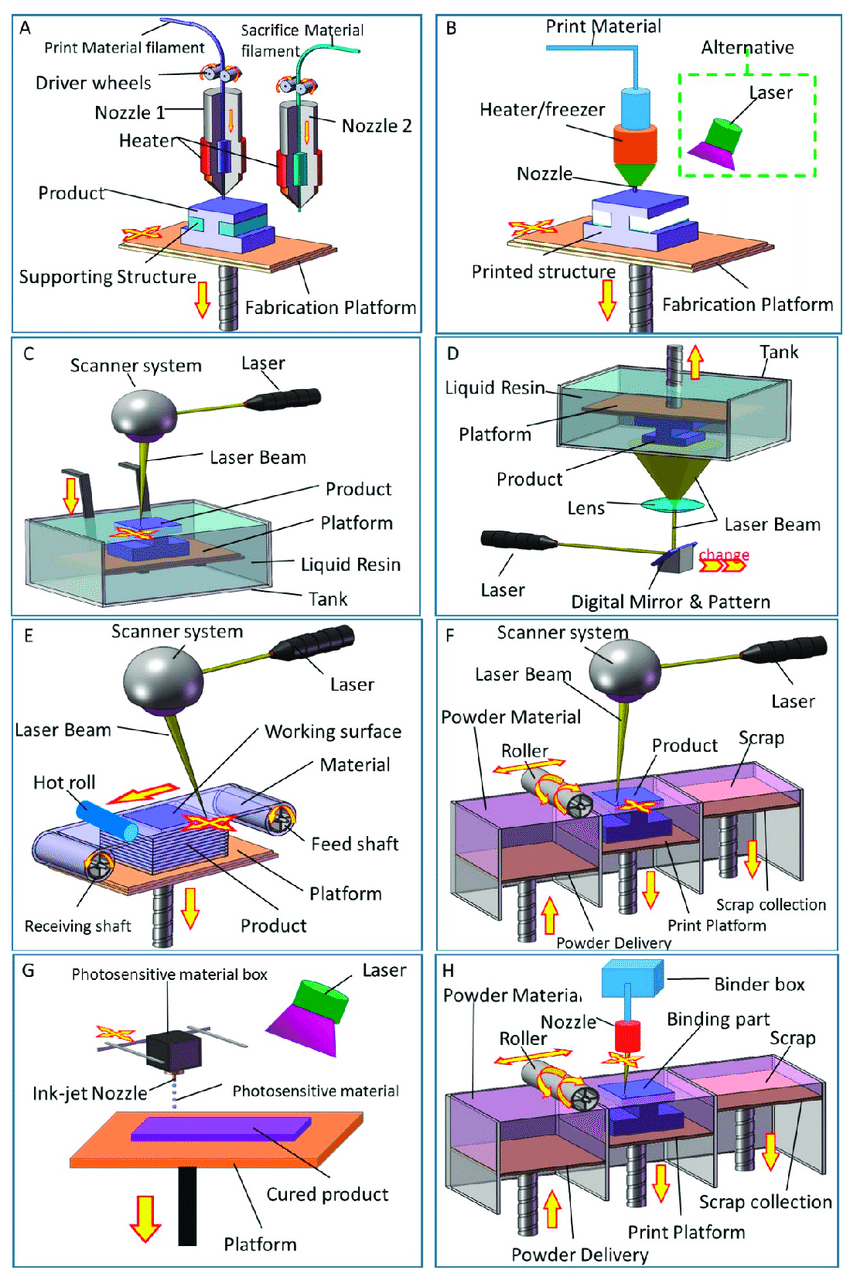 A
Print Material filament
Sacrifice Material
filament
Driver wheels
Nozzle 1
Nozzle 2
Heater
Product
Supporting Structure
Fabrication Platform
B
Print Material
Alternative
Laser
Heater/freezer
Nozzle
Printed structure
Fabrication Platform
C
Scanner system
Laser
Laser Beam
Product
Platform
Liquid Resin
Tank
D
Tank
Liquid Resin
Platform
Product
Lens
Laser Beam
Laser
change
Digital Mirror & Pattern
E
Scanner system
Laser
Laser Beam
Working surface
Material
Hot roll
Feed shaft
Platform
Receiving shaft
Product
F
Scanner system
Laser Beam
Laser
Powder Material
Roller
Product
Scrap
Scrap collection
Print Platform
Powder Delivery
G
Photosensitive material box
Laser
Ink-jet Nozzle
Photosensitive material
Cured product
Platform
H
Binder box
Powder Material
Nozzle
Binding part
Roller
Scrap
Scrap collection
Print Platform
Powder Delivery